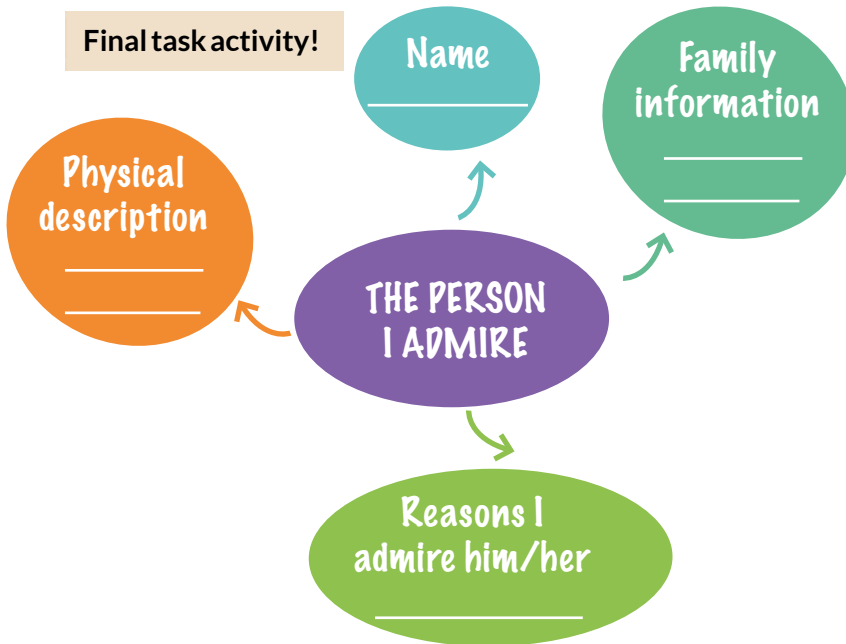 Final task activity!
Name
Family
information
Physical
description
THE PERSON
I ADMIRE
Reasons I
admire him/her